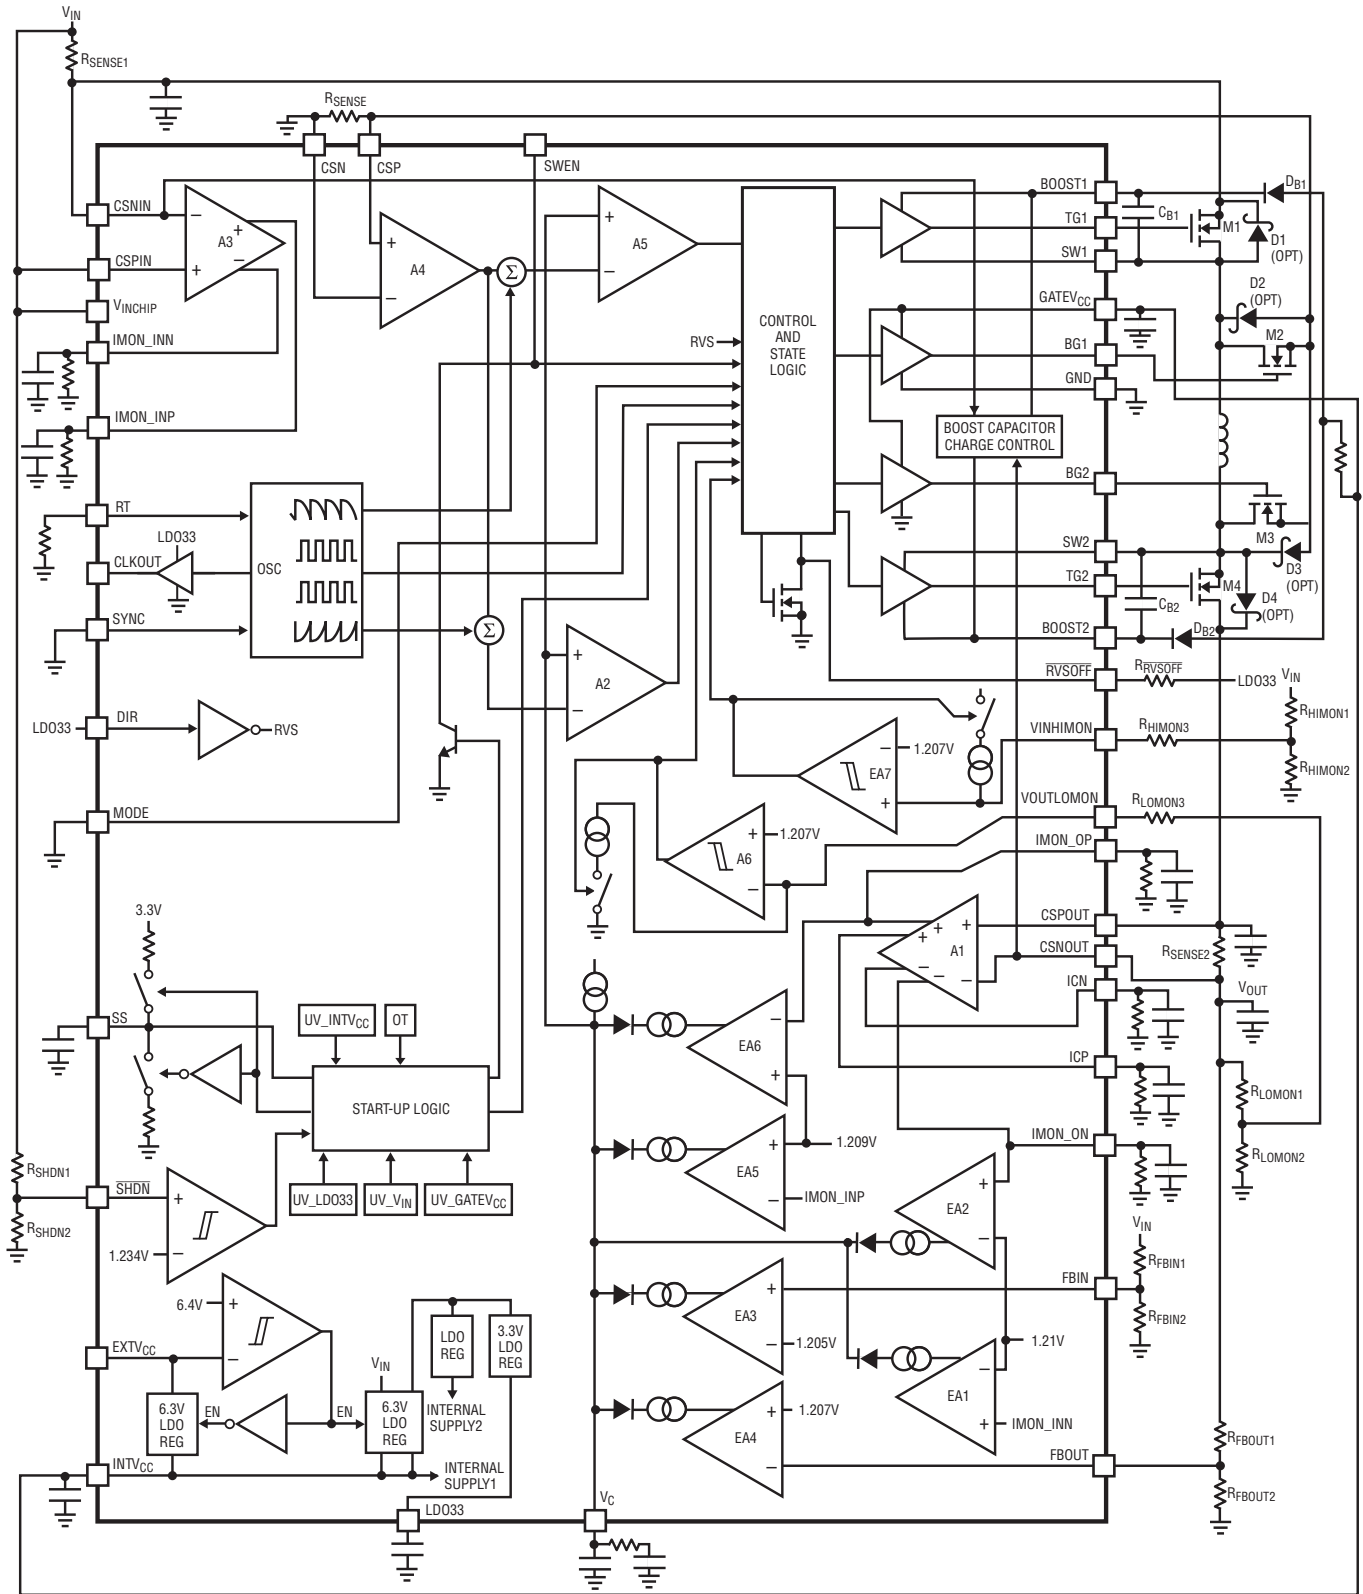 VIN
RSENSE1
RSENSE
CSN
CSP
SWEN
CSNIN
A3
−
+
+
−
CSPIN
VINCHIP
IMON_INN
IMON_INP
A4
+
−
Σ
A5
+
−
RVS
CONTROL
AND
STATE
LOGIC
BOOST1
TG1
SW1
GATEVCC
BG1
GND
BOOST CAPACITOR
CHARGE CONTROL
BG2
SW2
TG2
BOOST2
DB1
CB1
M1
D1
(OPT)
D2
(OPT)
M2
M3
D3
(OPT)
M4
D4
(OPT)
CB2
DB2
RT
LDO33
CLKOUT
OSC
SYNC
Σ
A2
+
−
RVSOFF
RRVSOFF
LDO33
VIN
RHIMON1
VINHIMON
RHIMON3
RHIMON2
LDO33
DIR
RVS
−
1.207V
EA7
+
VOUTLOMON
RLOMON3
MODE
+
1.207V
A6
−
IMON_OP
3.3V
SS
CSPOUT
+
+
+
A1
−
−
−
CSNOUT
RSENSE2
ICN
VOUT
UV_INTVCC
OT
EA6
−
+
ICP
START-UP LOGIC
RLOMON1
1.209V
EA5
+
−
IMON_INP
IMON_ON
RLOMON2
RSHDN1
SHDN
RSHDN2
+
−
1.234V
UV_LDO33
UV_VIN
UV_GATEVCC
EA2
+
−
VIN
RFBIN1
FBIN
RFBIN2
6.4V
+
−
EA3
+
−
1.205V
1.21V
EXTVCC
VIN
LDO
REG
3.3V
LDO
REG
INTERNAL
SUPPLY2
6.3V
LDO
REG
EN
EN
6.3V
LDO
REG
EA1
−
+
IMON_INN
EA4
+
−
1.207V
FBOUT
RFBOUT1
RFBOUT2
INTVCC
INTERNAL
SUPPLY1
LDO33
VC